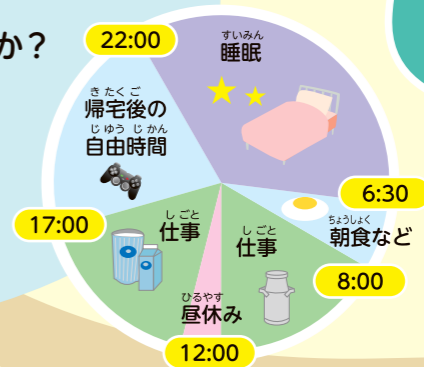 か？
22:00
すいみん
睡眠
き たく ご
帰宅後の
じ ゆう じ かん
自由時間
6:30
ちょうしょく
朝食など
17:00
し ごと
仕事
し ごと
仕事
8:00
ひるやす
昼休み
12:00